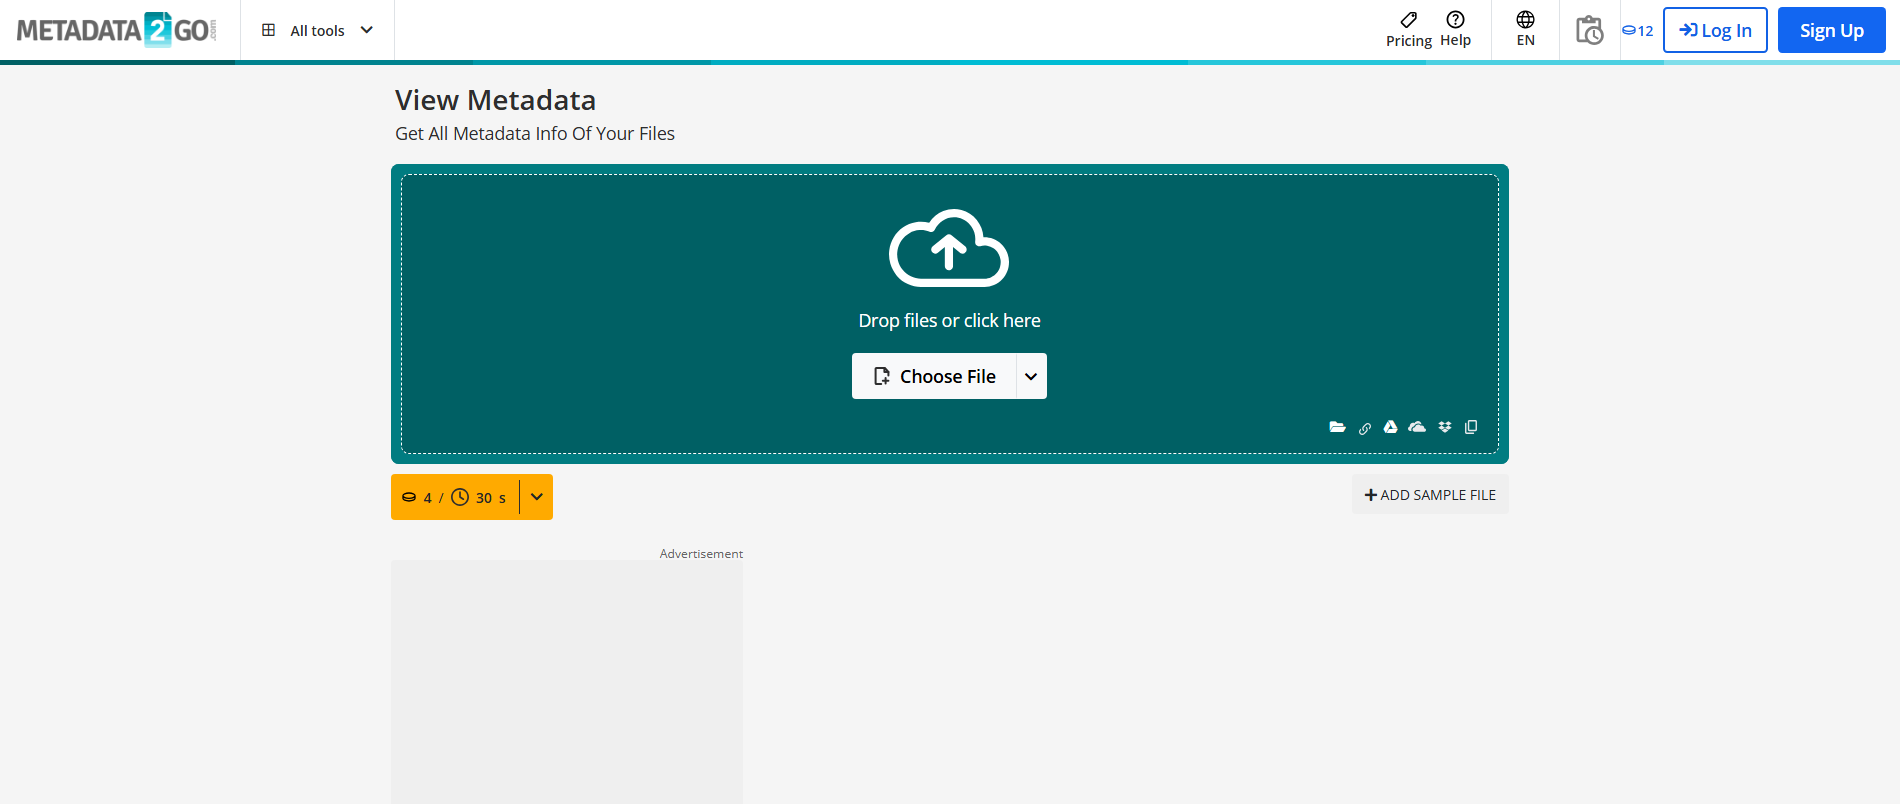 METADATA2GO.com
All tools
Pricing
Help
EN
12
Log In
Sign Up
View Metadata
Get All Metadata Info Of Your Files
Drop files or click here
Choose File
4 / 30 s
ADD SAMPLE FILE
Advertisement